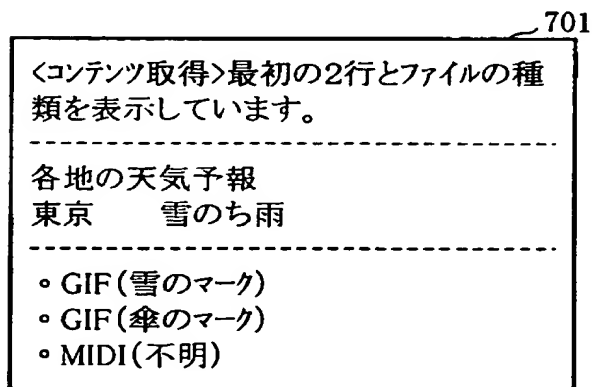 701
<コンテンツ取得>最初の2行とファイルの種
類を表示しています。
各地の天気予報
東京　　雪のち雨
∘ GIF(雪のマーク)
∘ GIF(傘のマーク)
∘ MIDI(不明)